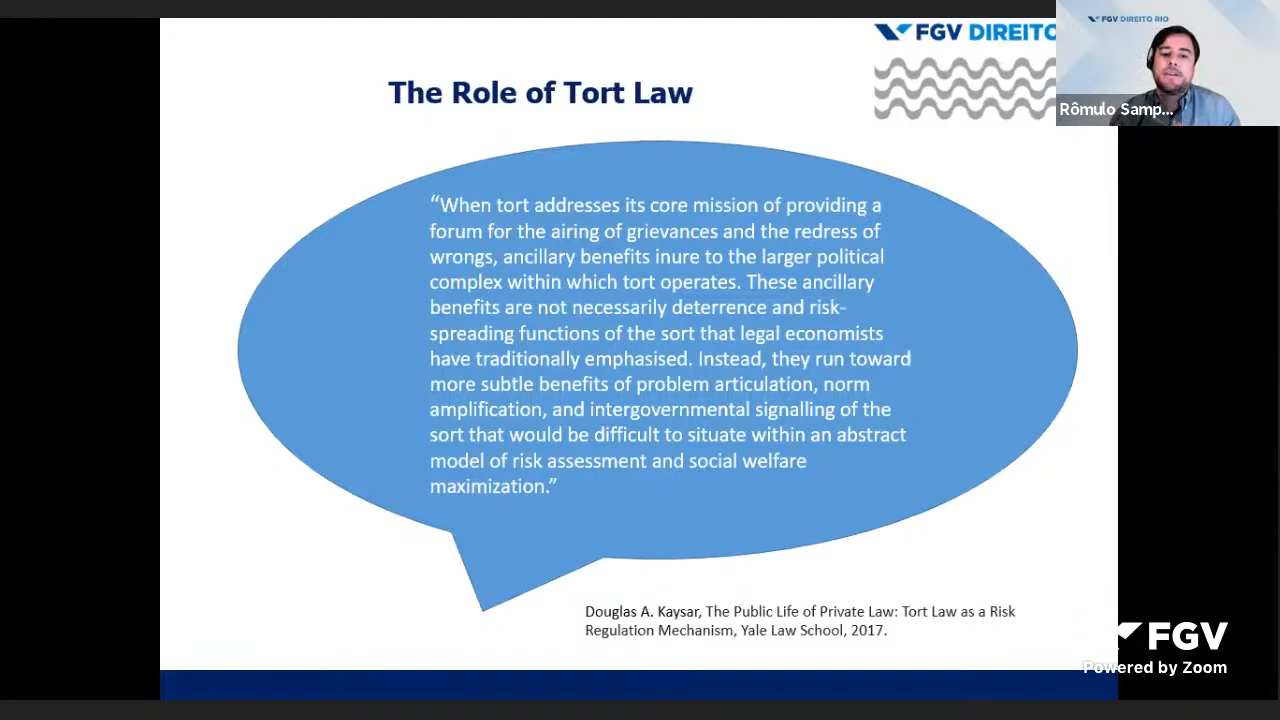 FGV DIREITO
FGV DIREITO RIO
Rômulo Samp...
The Role of Tort Law
“When tort addresses its core mission of providing a
forum for the airing of grievances and the redress of
wrongs, ancillary benefits inure to the larger political
complex within which tort operates. These ancillary
benefits are not necessarily deterrence and risk-
spreading functions of the sort that legal economists
have traditionally emphasised. Instead, they run toward
more subtle benefits of problem articulation, norm
amplification, and intergovernmental signalling of the
sort that would be difficult to situate within an abstract
model of risk assessment and social welfare
maximization.”
Douglas A. Kaysar, The Public Life of Private Law: Tort Law as a Risk
Regulation Mechanism, Yale Law School, 2017.
FGV
Powered by Zoom